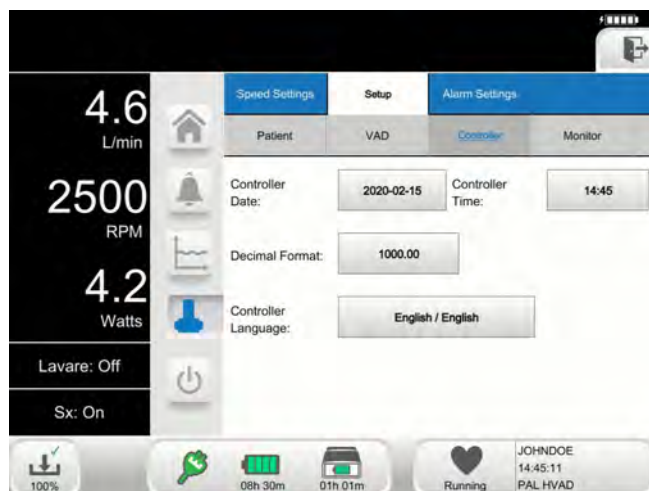 4.6
L/min
2500
RPM
4.2
Watts
Lavare: Off
Sx: On
Speed Settings
Setup
Alarm Settings
Patient
VAD
Controller
Monitor
Controller
Date:
2020-02-15
Controller
Time:
14:45
Decimal Format:
1000.00
Controller
Language:
English / English
100%
08h 30m
01h 01m
Running
JOHNDOE
14:45:11
PAL HVAD